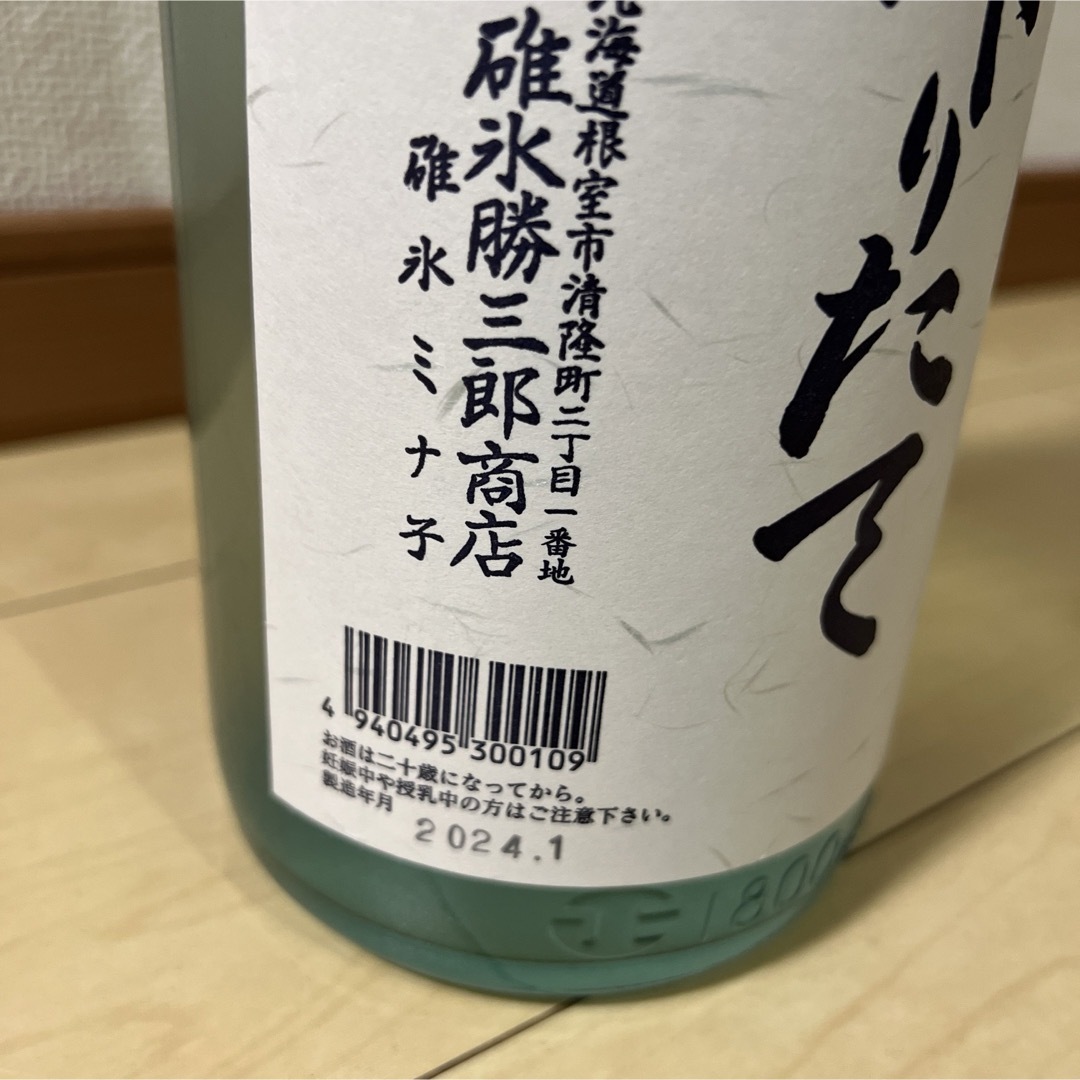 りたて
北海道根室市清隆町二丁目一番地
碓氷勝三郎商店
碓氷ミナ子
4 940495 300109
お酒は二十歳になってから。
妊娠中や授乳中の方はご注意下さい。
製造年月
2024.1
1800